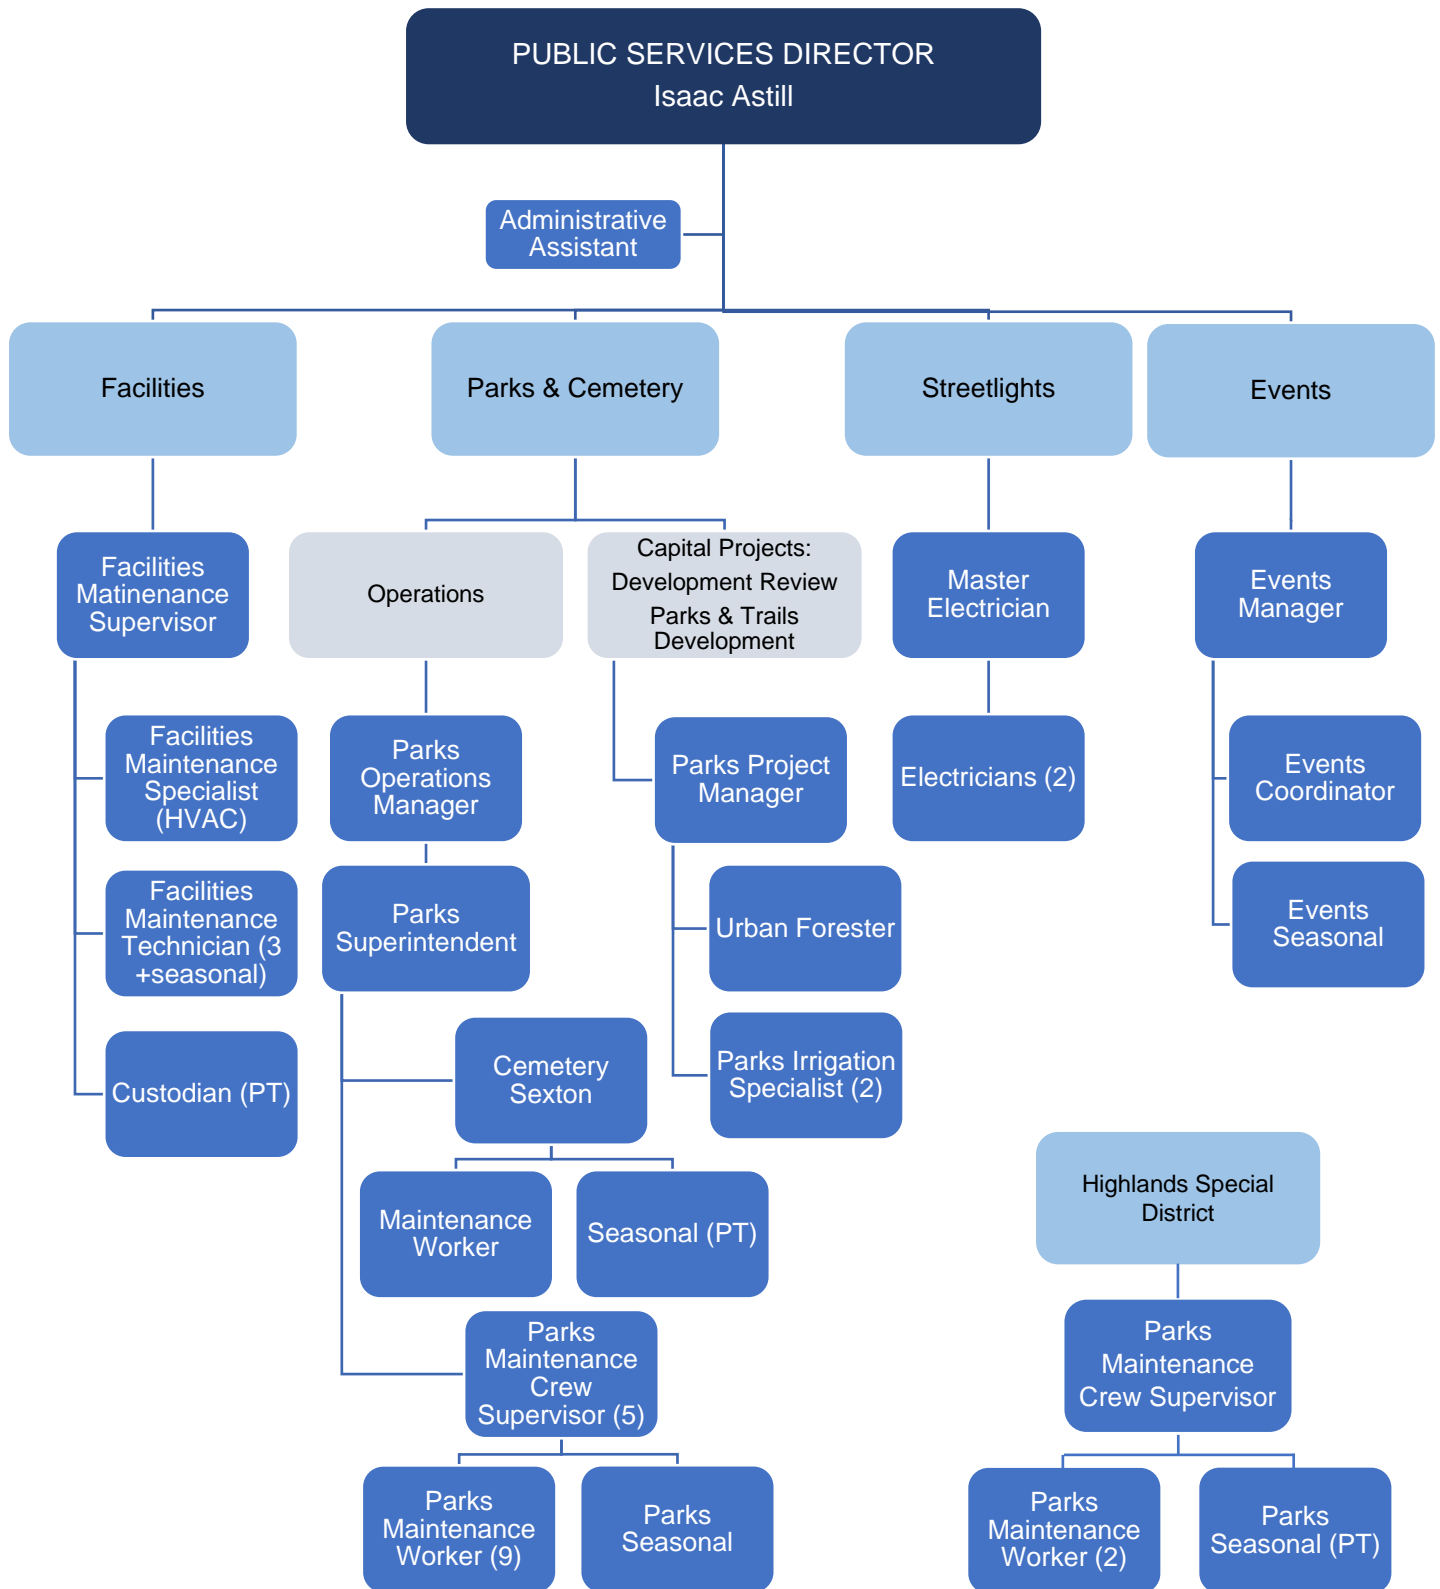 PUBLIC SERVICES DIRECTOR
Isaac Astill
Administrative
Assistant
Facilities
Parks & Cemetery
Streetlights
Events
Facilities
Matinenance
Supervisor
Operations
Capital Projects:
Development Review
Parks & Trails
Development
Master
Electrician
Events
Manager
Facilities
Maintenance
Specialist
(HVAC)
Parks
Operations
Manager
Parks Project
Manager
Electricians (2)
Events
Coordinator
Facilities
Maintenance
Technician (3
+seasonal)
Parks
Superintendent
Urban Forester
Events
Seasonal
Custodian (PT)
Cemetery
Sexton
Parks Irrigation
Specialist (2)
Maintenance
Worker
Seasonal (PT)
Highlands Special
District
Parks
Maintenance
Crew
Supervisor (5)
Parks
Maintenance
Crew Supervisor
Parks
Maintenance
Worker (9)
Parks
Seasonal
Parks
Maintenance
Worker (2)
Parks
Seasonal (PT)